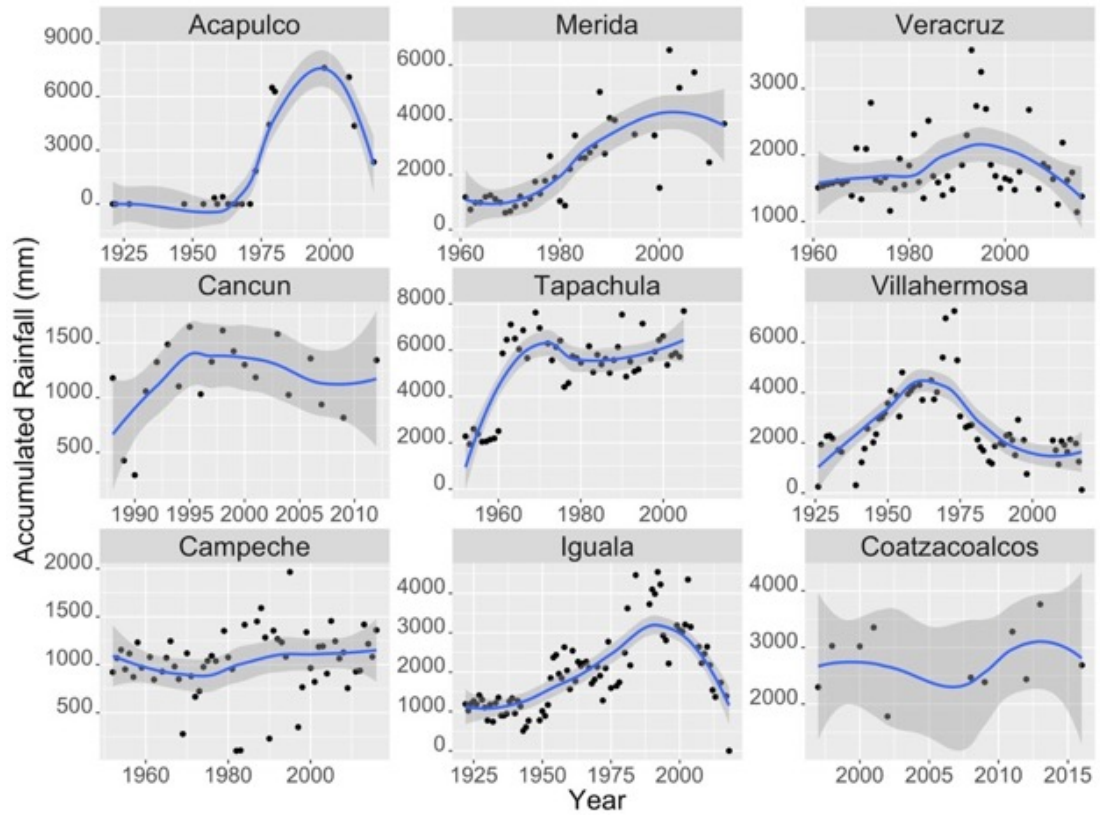 Acapulco Merida Veracruz
9000 6000 3000
6000 4000 2000
3000 2000 1000
0 0
1925 1950 1975 2000 1960 1980 2000 1960 1980 2000
Cancun Tapachula Villahermosa
1500 8000 6000
1000 6000 4000
500 4000 2000
2000 0
0
1990 1995 2000 2005 2010 1960 1980 2000 1925 1950 1975 2000
Campeche Iguala Coatzacoalcos
2000 4000 4000
1500 3000 3000
1000 2000 2000
500 1000
0
1960 1980 2000 1925 1950 1975 2000 2000 2005 2010 2015
Accumulated Rainfall (mm)
Year